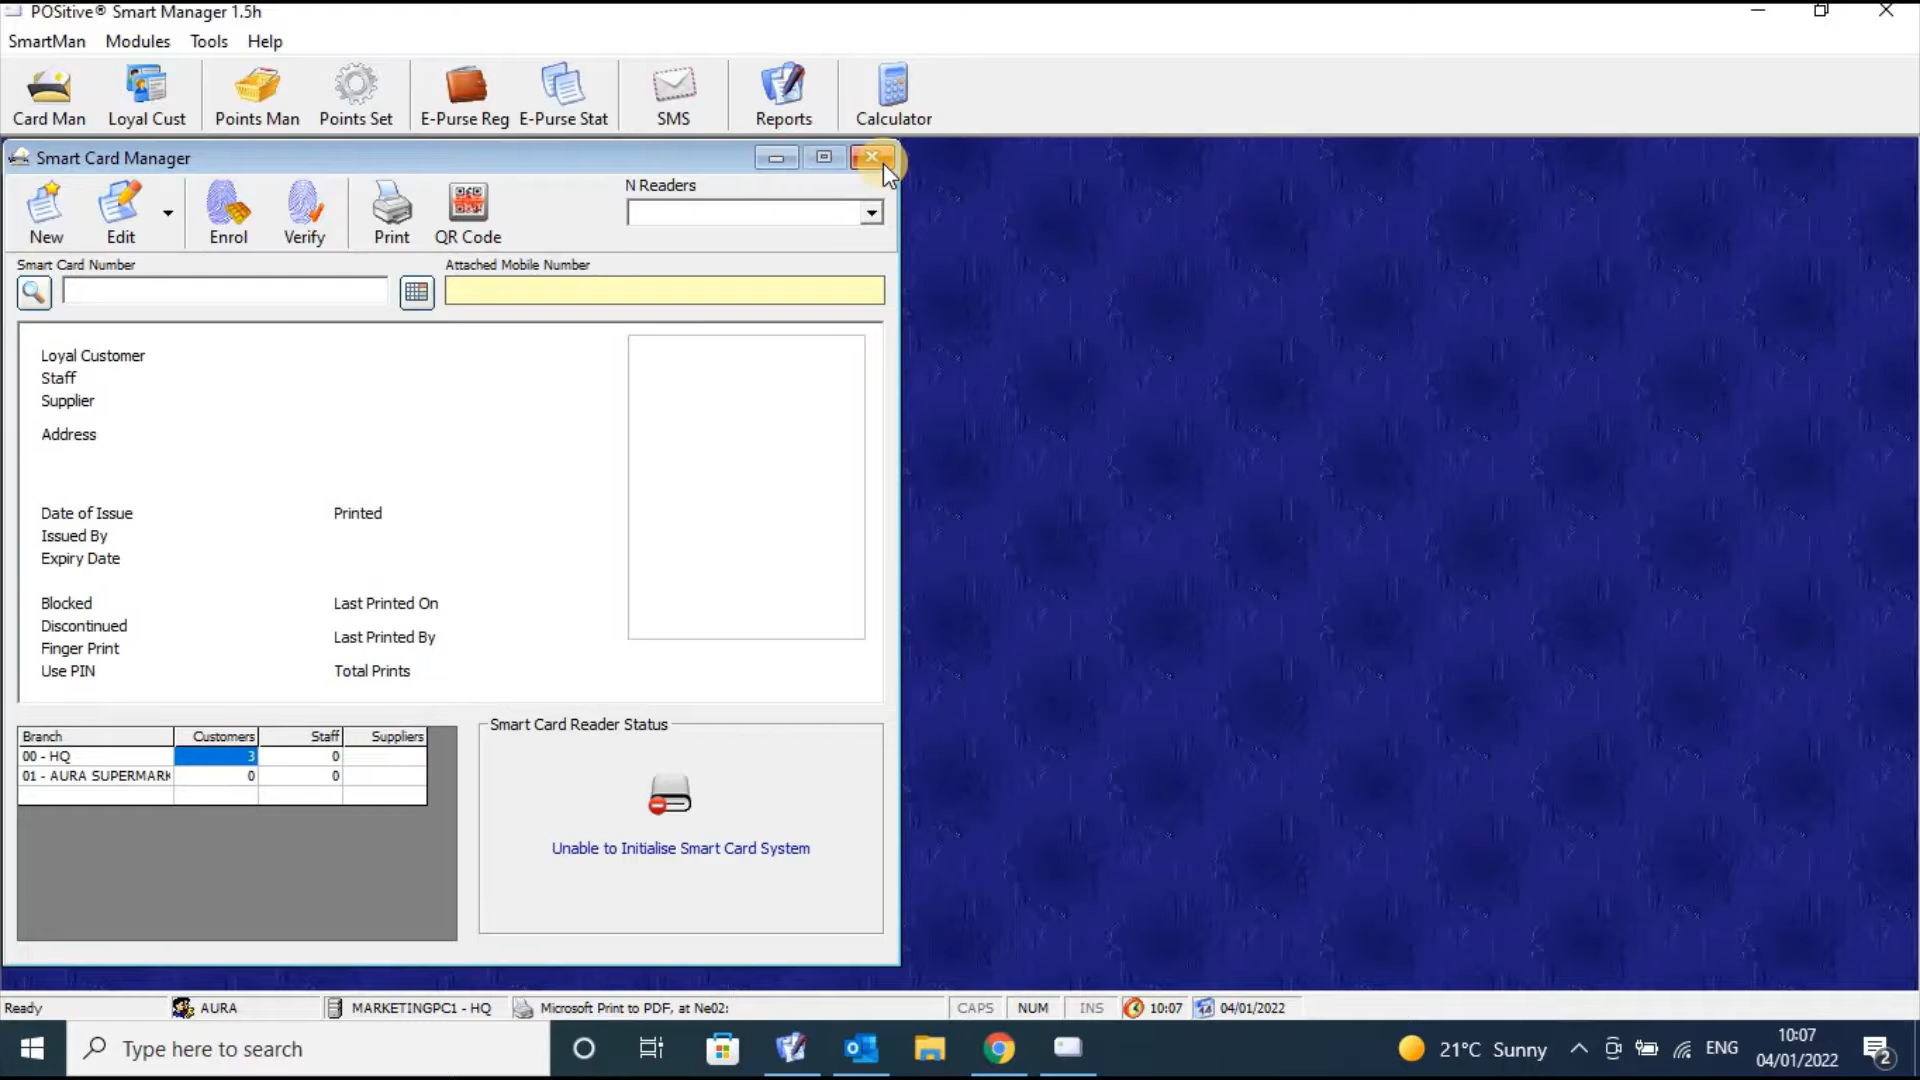 POSitive® Smart Manager 1.5h
SmartMan Modules Tools Help
Card Man Loyal Cust Points Man Points Set E-Purse Reg E-Purse Stat SMS Reports Calculator
Smart Card Manager
N Readers
New Edit Enrol Verify Print QR Code
Smart Card Number Attached Mobile Number
Loyal Customer
Staff
Supplier
Address
Date of Issue Printed
Issued By
Expiry Date
Blocked Last Printed On
Discontinued
Last Printed By
Finger Print
Use PIN Total Prints
Smart Card Reader Status
Branch Customers Staff Suppliers
00 - HQ 3 0
01 - AURA SUPERMARK 0 0
Unable to Initialise Smart Card System
Ready AURA MARKETINGPC1 - HQ Microsoft Print to PDF, at Ne02: CAPS NUM INS 10:07 04/01/2022
Type here to search 21°C Sunny ENG 10:07
04/01/2022
2